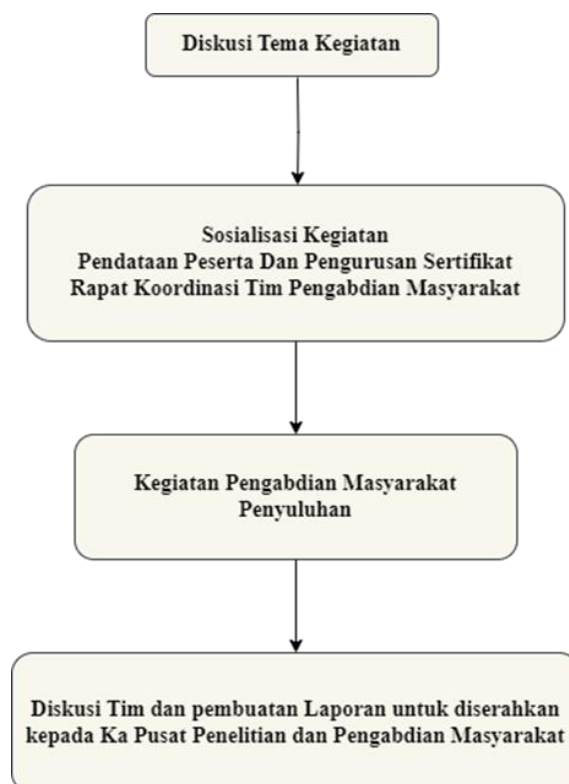 Diskusi Tema Kegiatan
Sosialisasi Kegiatan
Pendataan Peserta Dan Pengurusan Sertifikat
Rapat Koordinasi Tim Pengabdian Masyarakat
Kegiatan Pengabdian Masyarakat
Penyuluhan
Diskusi Tim dan pembuatan Laporan untuk diserahkan
kepada Ka Pusat Penelitian dan Pengabdian Masyarakat